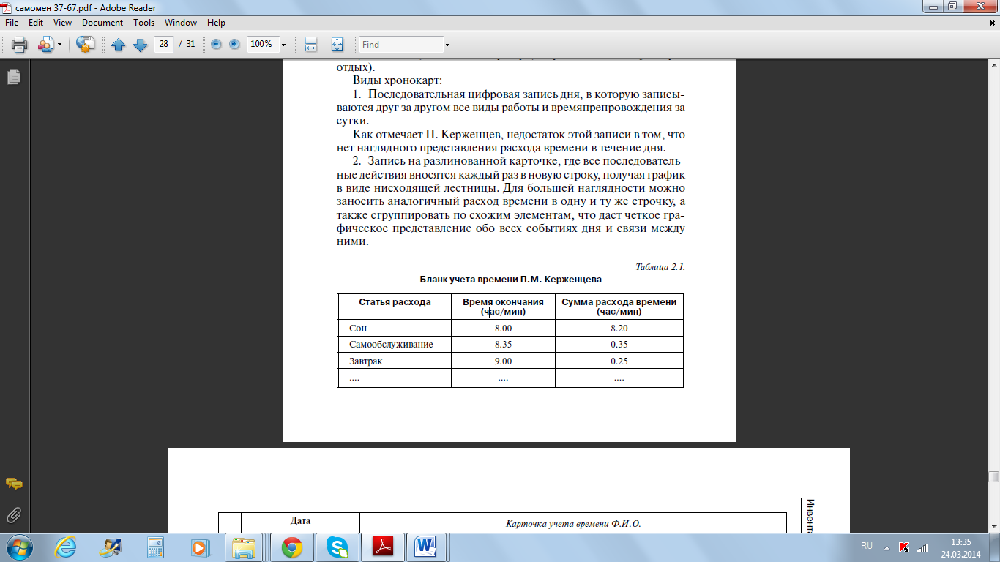 самомен 37-67.pdf - Adobe Reader
File Edit View Document Tools Window Help
28 / 31 100% Find
отдых).
Виды хронокарт:
1. Последовательная цифровая запись дня, в которую записы-
ваются друг за другом все виды работы и времяпрепровождения за
сутки.
Как отмечает П. Керженцев, недостаток этой записи в том, что
нет наглядного представления расхода времени в течение дня.
2. Запись на разлинованной карточке, где все последователь-
ные действия вносятся каждый раз в новую строку, получая график
в виде нисходящей лестницы. Для большей наглядности можно
заносить аналогичный расход времени в одну и ту же строчку, а
также сгруппировать по схожим элементам, что даст четкое гра-
фическое представление обо всех событиях дня и связи между
ними.
Таблица 2.1.
Бланк учета времени П.М. Керженцева
Статья расхода Время окончания (час/мин) Сумма расхода времени (час/мин)
Сон 8.00 8.20
Самообслуживание 8.35 0.35
Завтрак 9.00 0.25
.... .... ....
Инвент
Дата Карточка учета времени Ф.И.О.
RU 13:35
24.03.2014